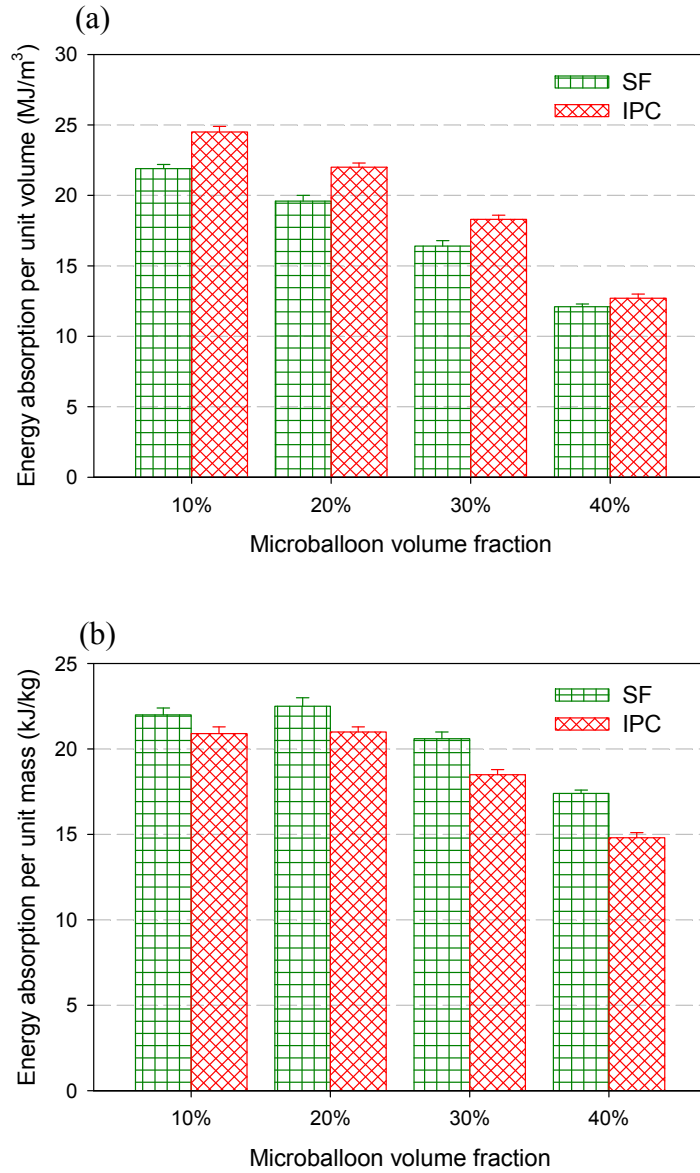 (a)
Energy absorption per unit volume (MJ/m³)
30
25
20
15
10
5
0
SF
IPC
10% 20% 30% 40%
Microballoon volume fraction
(b)
Energy absorption per unit mass (kJ/kg)
25
20
15
10
5
0
SF
IPC
10% 20% 30% 40%
Microballoon volume fraction